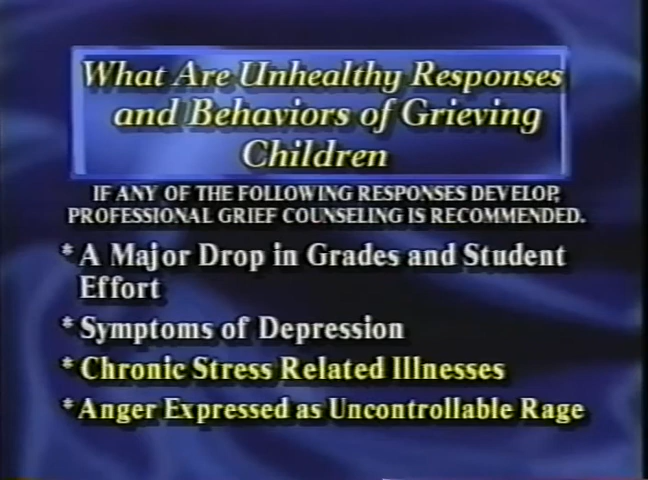 What Are Unhealthy Responses
and Behaviors of Grieving
Children
IF ANY OF THE FOLLOWING RESPONSES DEVELOP,
PROFESSIONAL GRIEF COUNSELING IS RECOMMENDED.
* A Major Drop in Grades and Student
Effort
* Symptoms of Depression
* Chronic Stress Related Illnesses
* Anger Expressed as Uncontrollable Rage